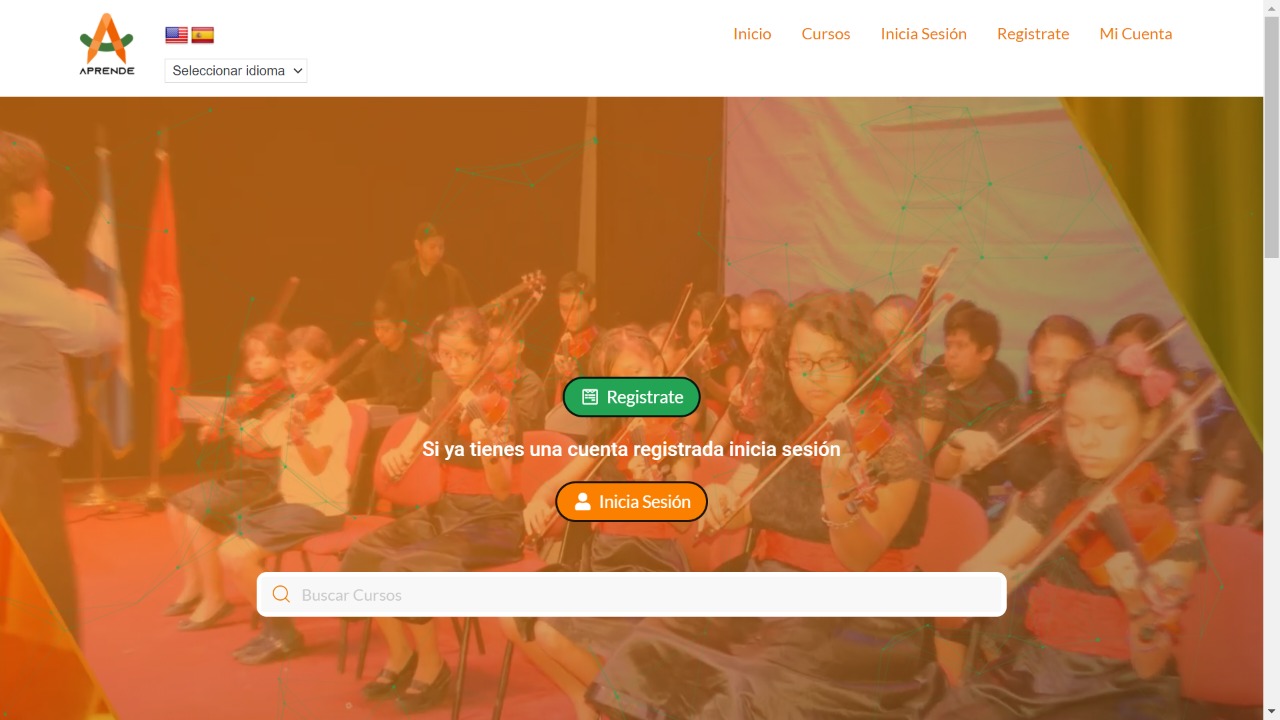 APRENDE
Seleccionar idioma
Inicio
Cursos
Inicia Sesión
Registrate
Mi Cuenta
Registrate
Si ya tienes una cuenta registrada inicia sesión
Inicia Sesión
Buscar Cursos